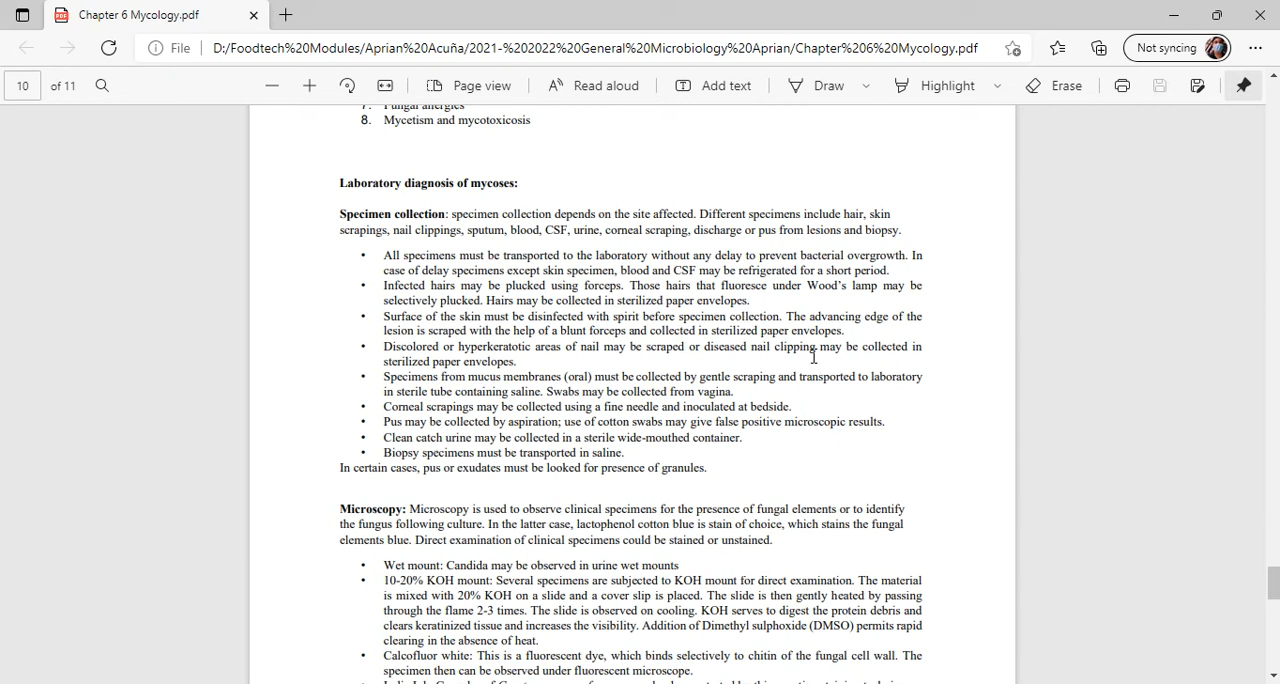 Chapter 6 Mycology.pdf
File D:/Foodtech%20Modules/Aprian%20Acuña/2021-%202022%20General%20Microbiology%20Aprian/Chapter%206%20Mycology.pdf Not syncing
10 of 11 Page view Read aloud Add text Draw Highlight Erase
7. Fungal allergies
8. Mycetism and mycotoxicosis
Laboratory diagnosis of mycoses:
Specimen collection: specimen collection depends on the site affected. Different specimens include hair, skin
scrapings, nail clippings, sputum, blood, CSF, urine, corneal scraping, discharge or pus from lesions and biopsy.
• All specimens must be transported to the laboratory without any delay to prevent bacterial overgrowth. In
case of delay specimens except skin specimen, blood and CSF may be refrigerated for a short period.
• Infected hairs may be plucked using forceps. Those hairs that fluoresce under Wood's lamp may be
selectively plucked. Hairs may be collected in sterilized paper envelopes.
• Surface of the skin must be disinfected with spirit before specimen collection. The advancing edge of the
lesion is scraped with the help of a blunt forceps and collected in sterilized paper envelopes.
• Discolored or hyperkeratotic areas of nail may be scraped or diseased nail clipping may be collected in
sterilized paper envelopes.
• Specimens from mucus membranes (oral) must be collected by gentle scraping and transported to laboratory
in sterile tube containing saline. Swabs may be collected from vagina.
• Corneal scrapings may be collected using a fine needle and inoculated at bedside.
• Pus may be collected by aspiration; use of cotton swabs may give false positive microscopic results.
• Clean catch urine may be collected in a sterile wide-mouthed container.
• Biopsy specimens must be transported in saline.
In certain cases, pus or exudates must be looked for presence of granules.
Microscopy: Microscopy is used to observe clinical specimens for the presence of fungal elements or to identify
the fungus following culture. In the latter case, lactophenol cotton blue is stain of choice, which stains the fungal
elements blue. Direct examination of clinical specimens could be stained or unstained.
• Wet mount: Candida may be observed in urine wet mounts
• 10-20% KOH mount: Several specimens are subjected to KOH mount for direct examination. The material
is mixed with 20% KOH on a slide and a cover slip is placed. The slide is then gently heated by passing
through the flame 2-3 times. The slide is observed on cooling. KOH serves to digest the protein debris and
clears keratinized tissue and increases the visibility. Addition of Dimethyl sulphoxide (DMSO) permits rapid
clearing in the absence of heat.
• Calcofluor white: This is a fluorescent dye, which binds selectively to chitin of the fungal cell wall. The
specimen then can be observed under fluorescent microscope.